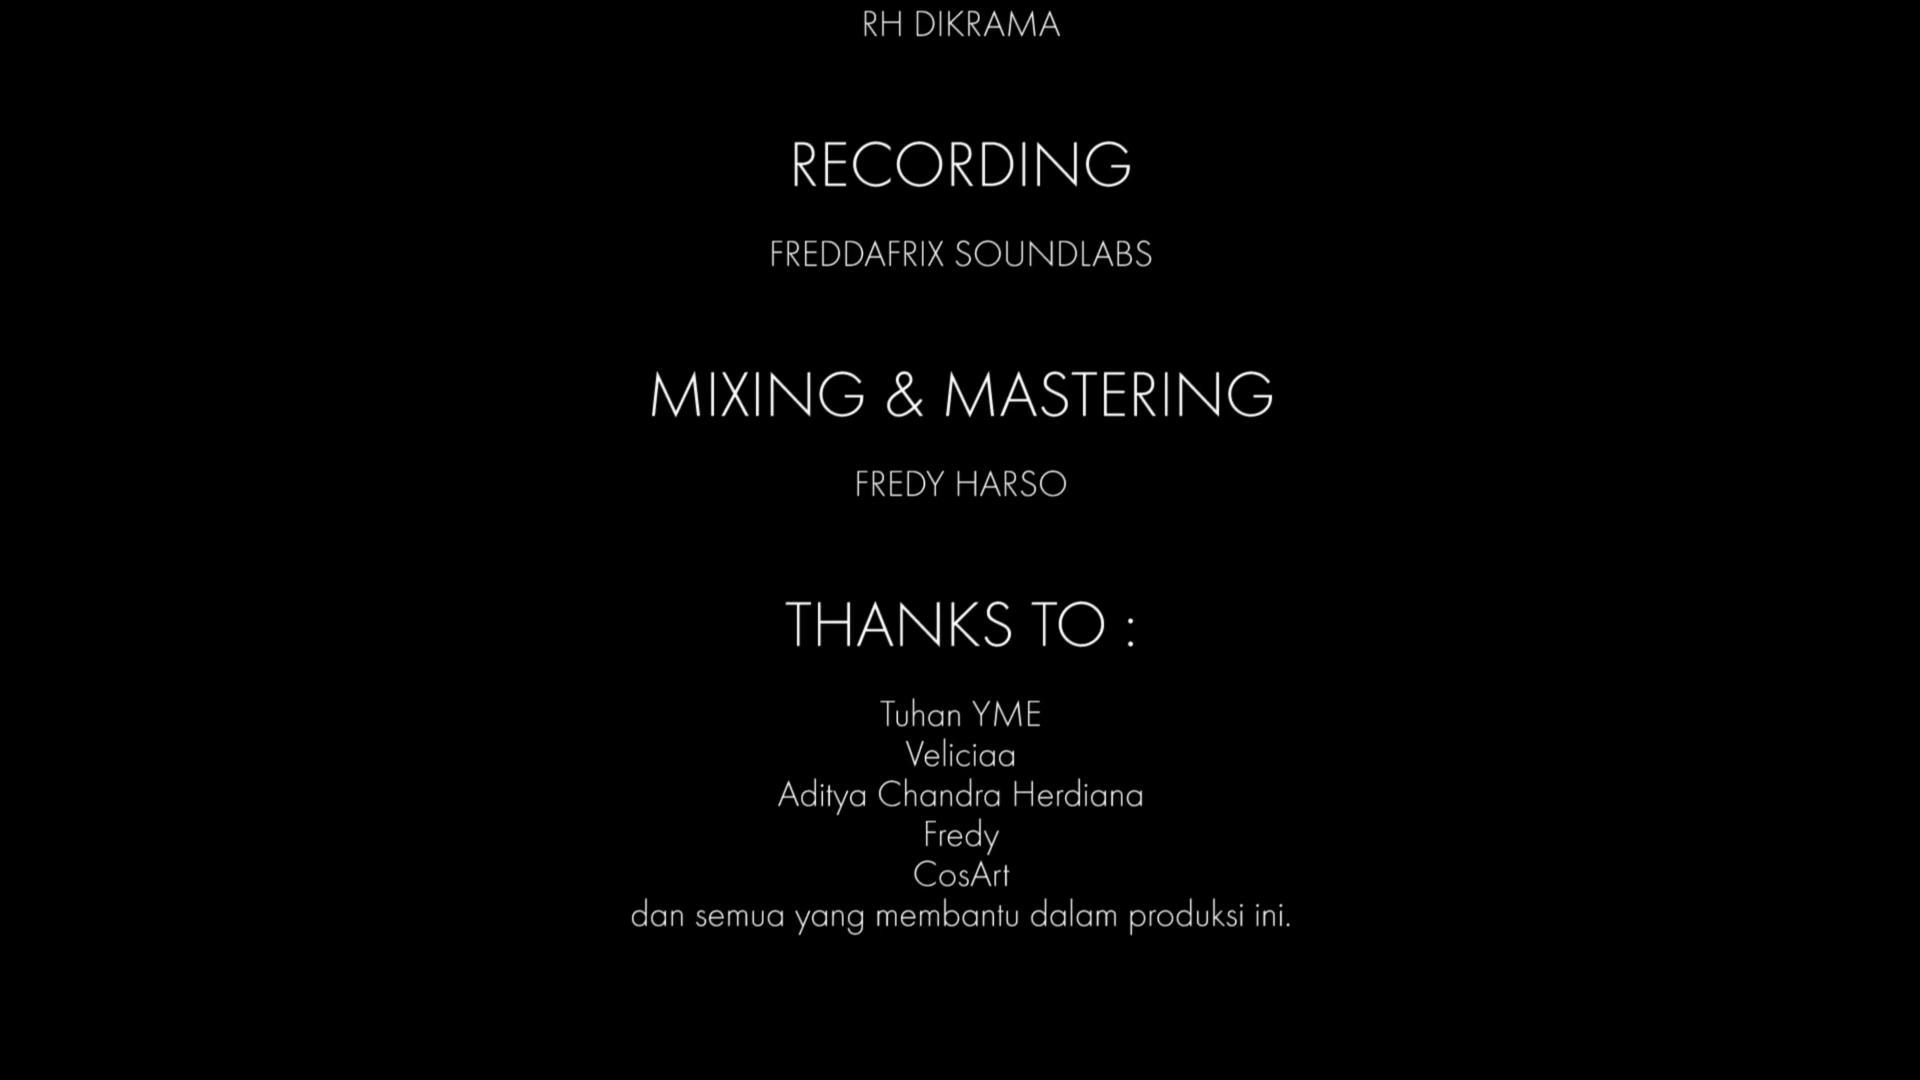 RH DIKRAMA
RECORDING
FREDDAFRIX SOUNDLABS
MIXING & MASTERING
FREDY HARSO
THANKS TO :
Tuhan YME
Veliciaa
Aditya Chandra Herdiana
Fredy
CosArt
dan semua yang membantu dalam produksi ini.